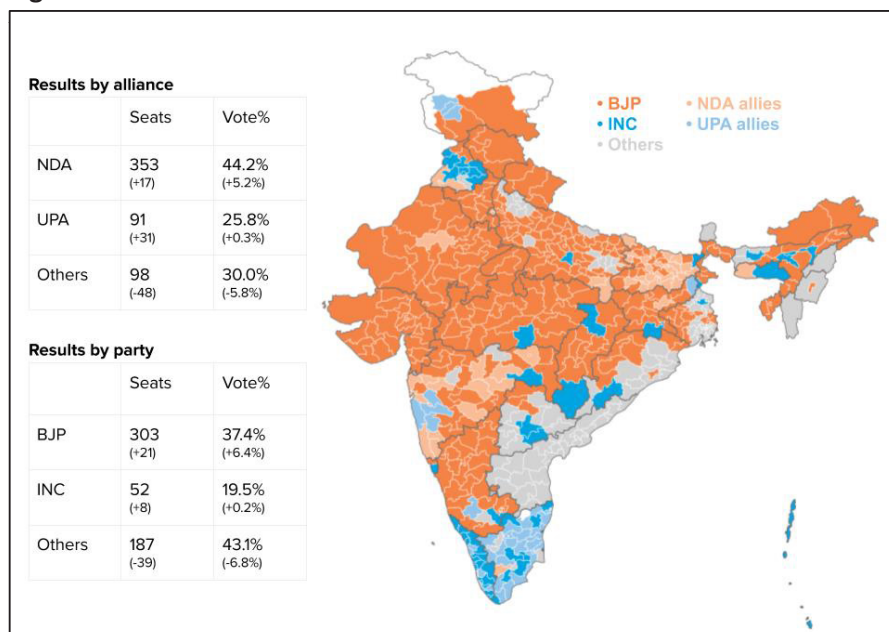 Results by alliance
Seats Vote%
NDA 353 44.2%
(+17) (+5.2%)
UPA 91 25.8%
(+31) (+0.3%)
Others 98 30.0%
(-48) (-5.8%)
Results by party
Seats Vote%
BJP 303 37.4%
(+21) (+6.4%)
INC 52 19.5%
(+8) (+0.2%)
Others 187 43.1%
(-39) (-6.8%)
• BJP • NDA allies
• INC • UPA allies
• Others